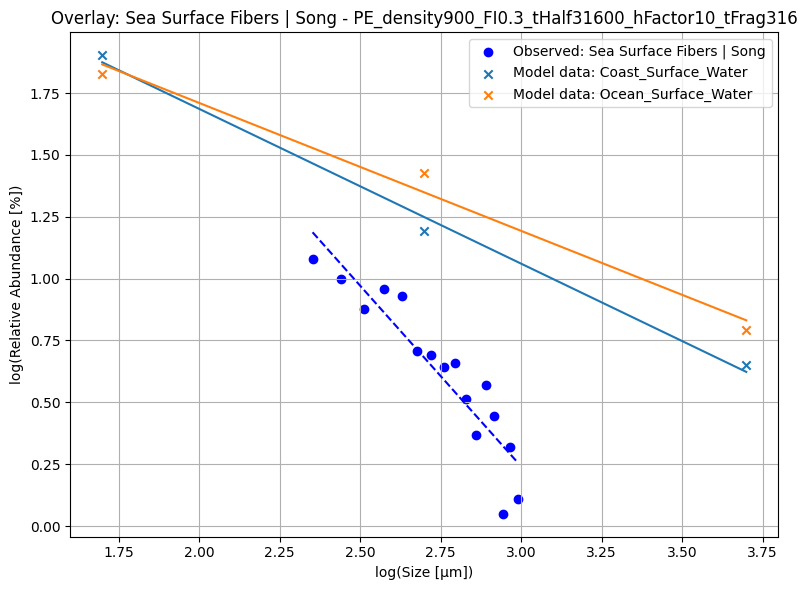 Overlay: Sea Surface Fibers | Song - PE_density900_FI0.3_tHalf31600_hFactor10_tFrag316
Observed: Sea Surface Fibers | Song
Model data: Coast_Surface_Water
Model data: Ocean_Surface_Water
log(Relative Abundance [%])
1.75
1.50
1.25
1.00
0.75
0.50
0.25
0.00
1.75 2.00 2.25 2.50 2.75 3.00 3.25 3.50 3.75
log(Size [μm])